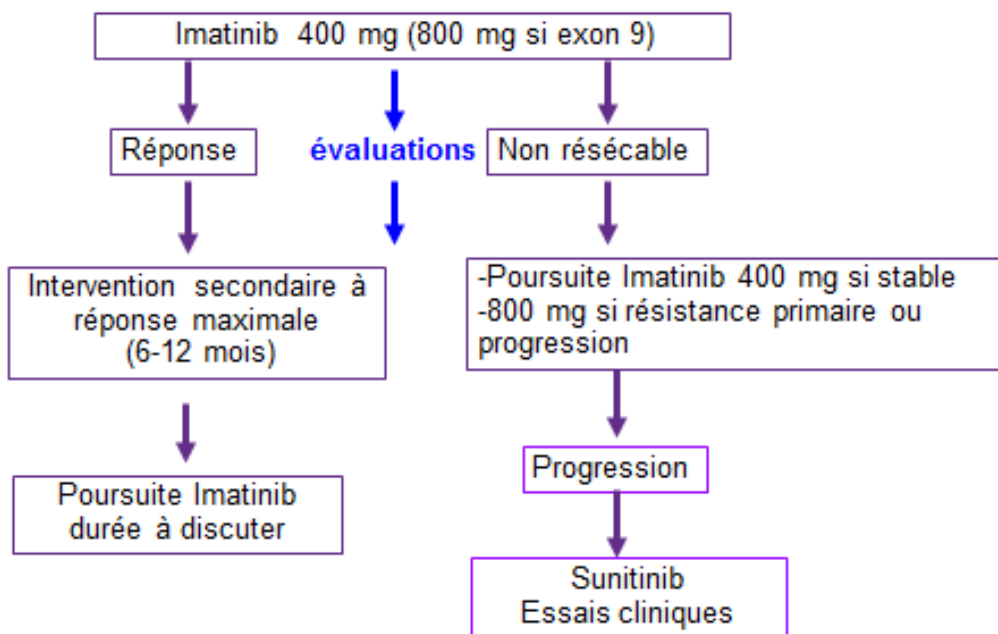 Imatinib 400 mg (800 mg si exon 9)
Réponse
évaluations
Non résécable
Intervention secondaire à
réponse maximale
(6-12 mois)
-Poursuite Imatinib 400 mg si stable
-800 mg si résistance primaire ou
progression
Poursuite Imatinib
durée à discuter
Progression
Sunitinib
Essais cliniques